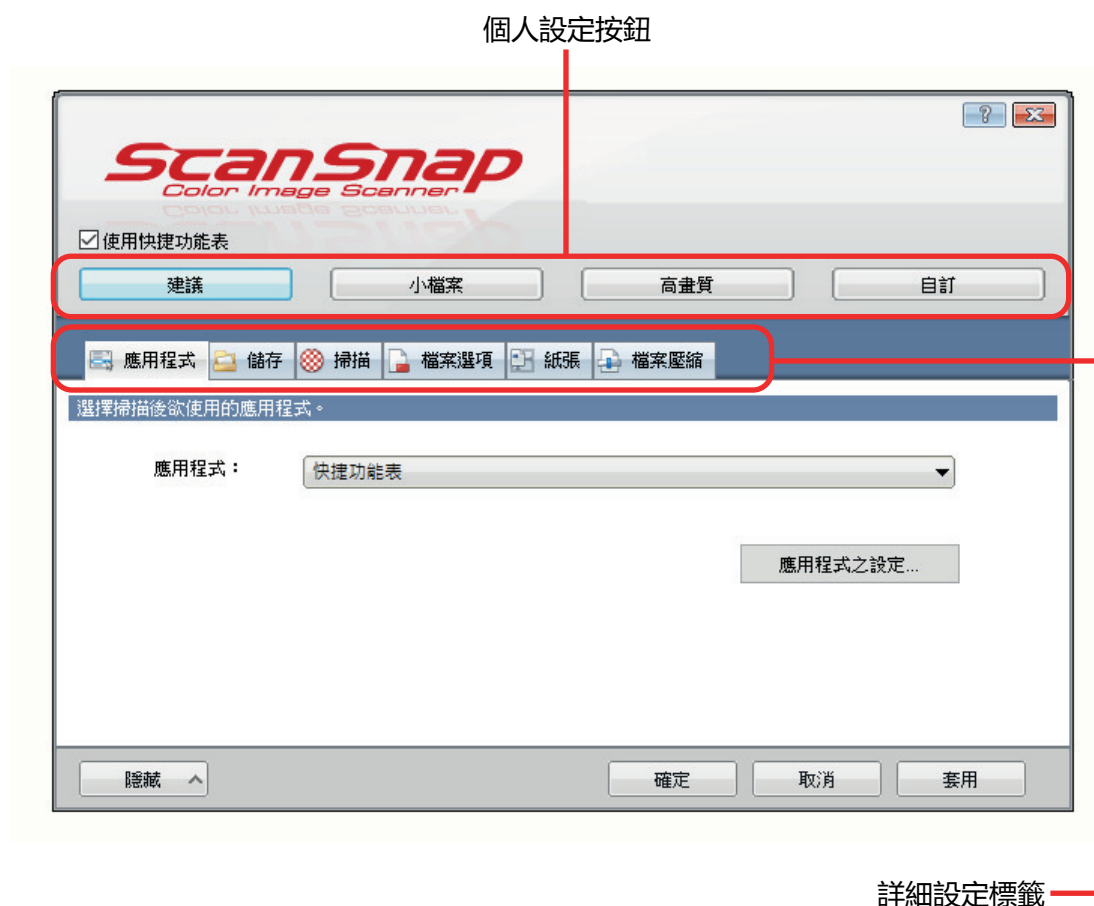 個人設定按鈕
ScanSnap
Color Image Scanner
使用快捷功能表
建議 小檔案 高畫質 自訂
應用程式 儲存 掃描 檔案選項 紙張 檔案壓縮
選擇掃描後欲使用的應用程式。
應用程式： 快捷功能表
應用程式之設定...
隱藏 確定 取消 套用
詳細設定標籤